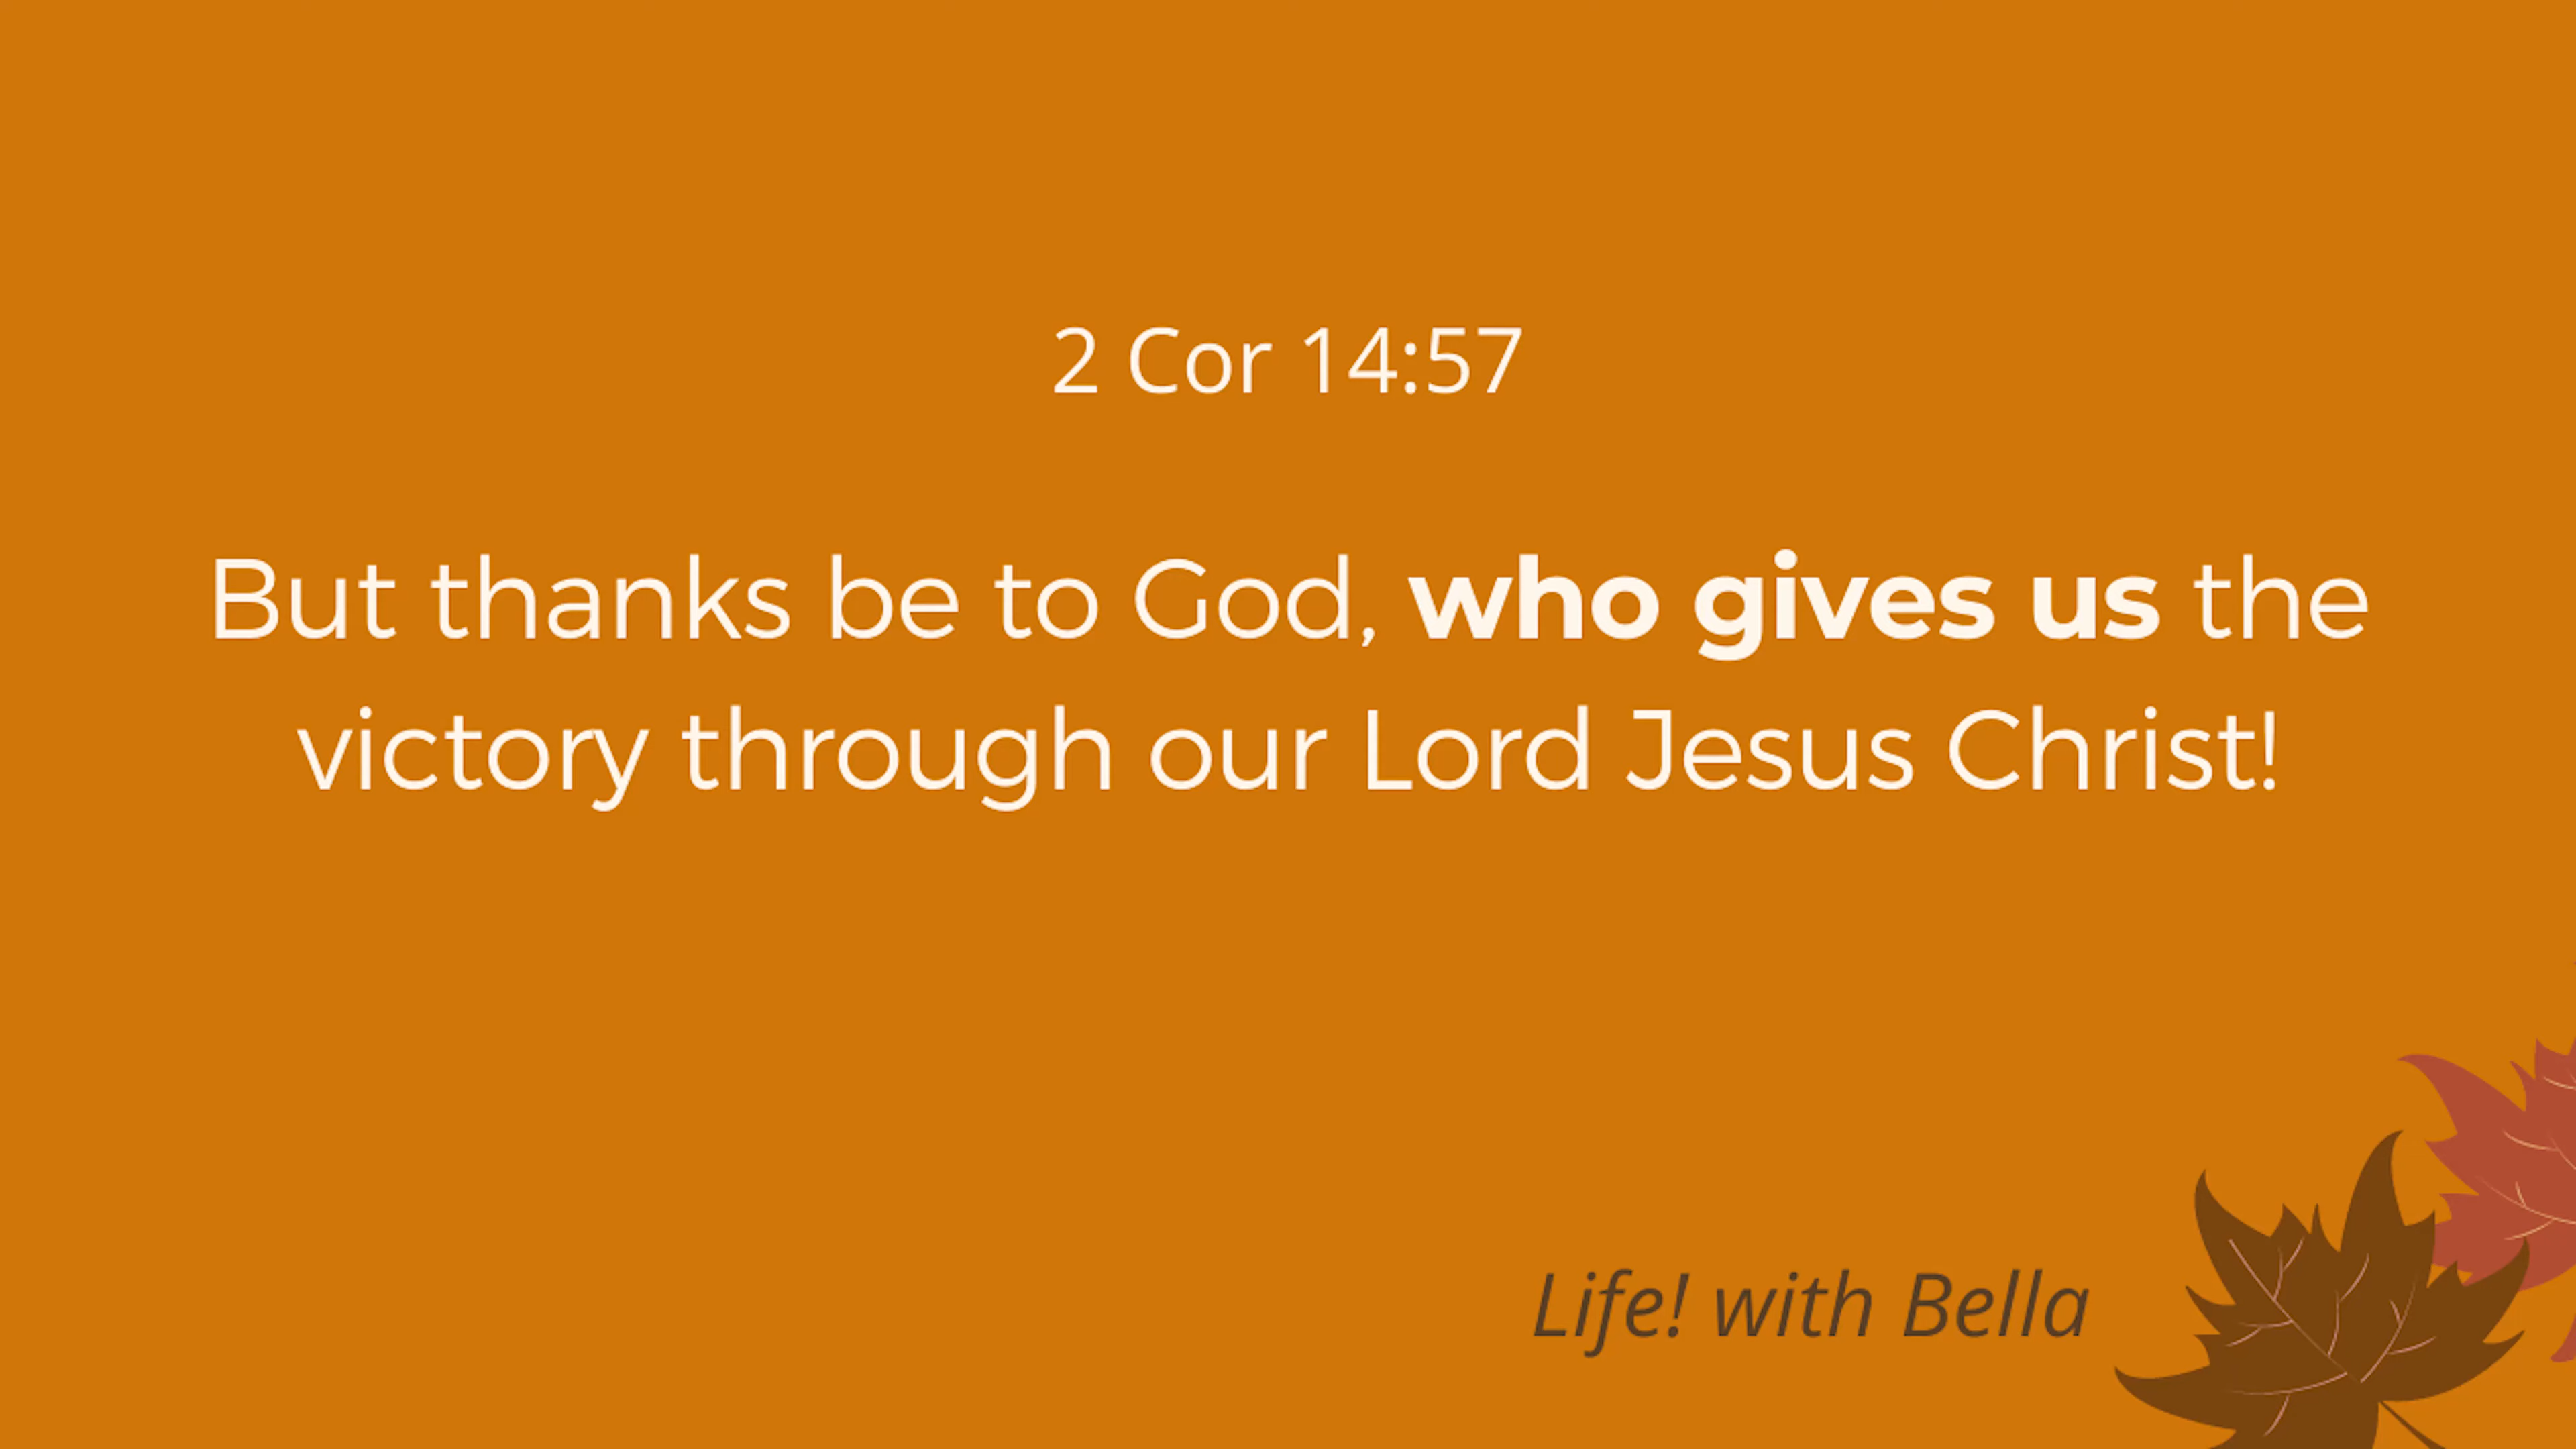 2 Cor 14:57
But thanks be to God, who gives us the
victory through our Lord Jesus Christ!
Life! with Bella